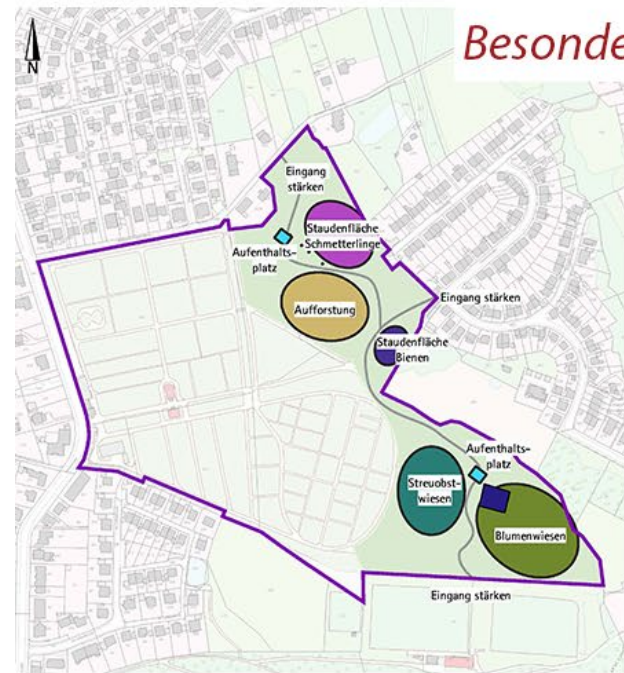 N
Besonde
Eingang
stärken
Staudenfläche
Schmetterlinge
Aufenthalts-
platz
Aufforstung
Eingang stärken
Staudenfläche
Bienen
Aufenthalts-
platz
Streuobst-
wiesen
Blumenwiesen
Eingang stärken